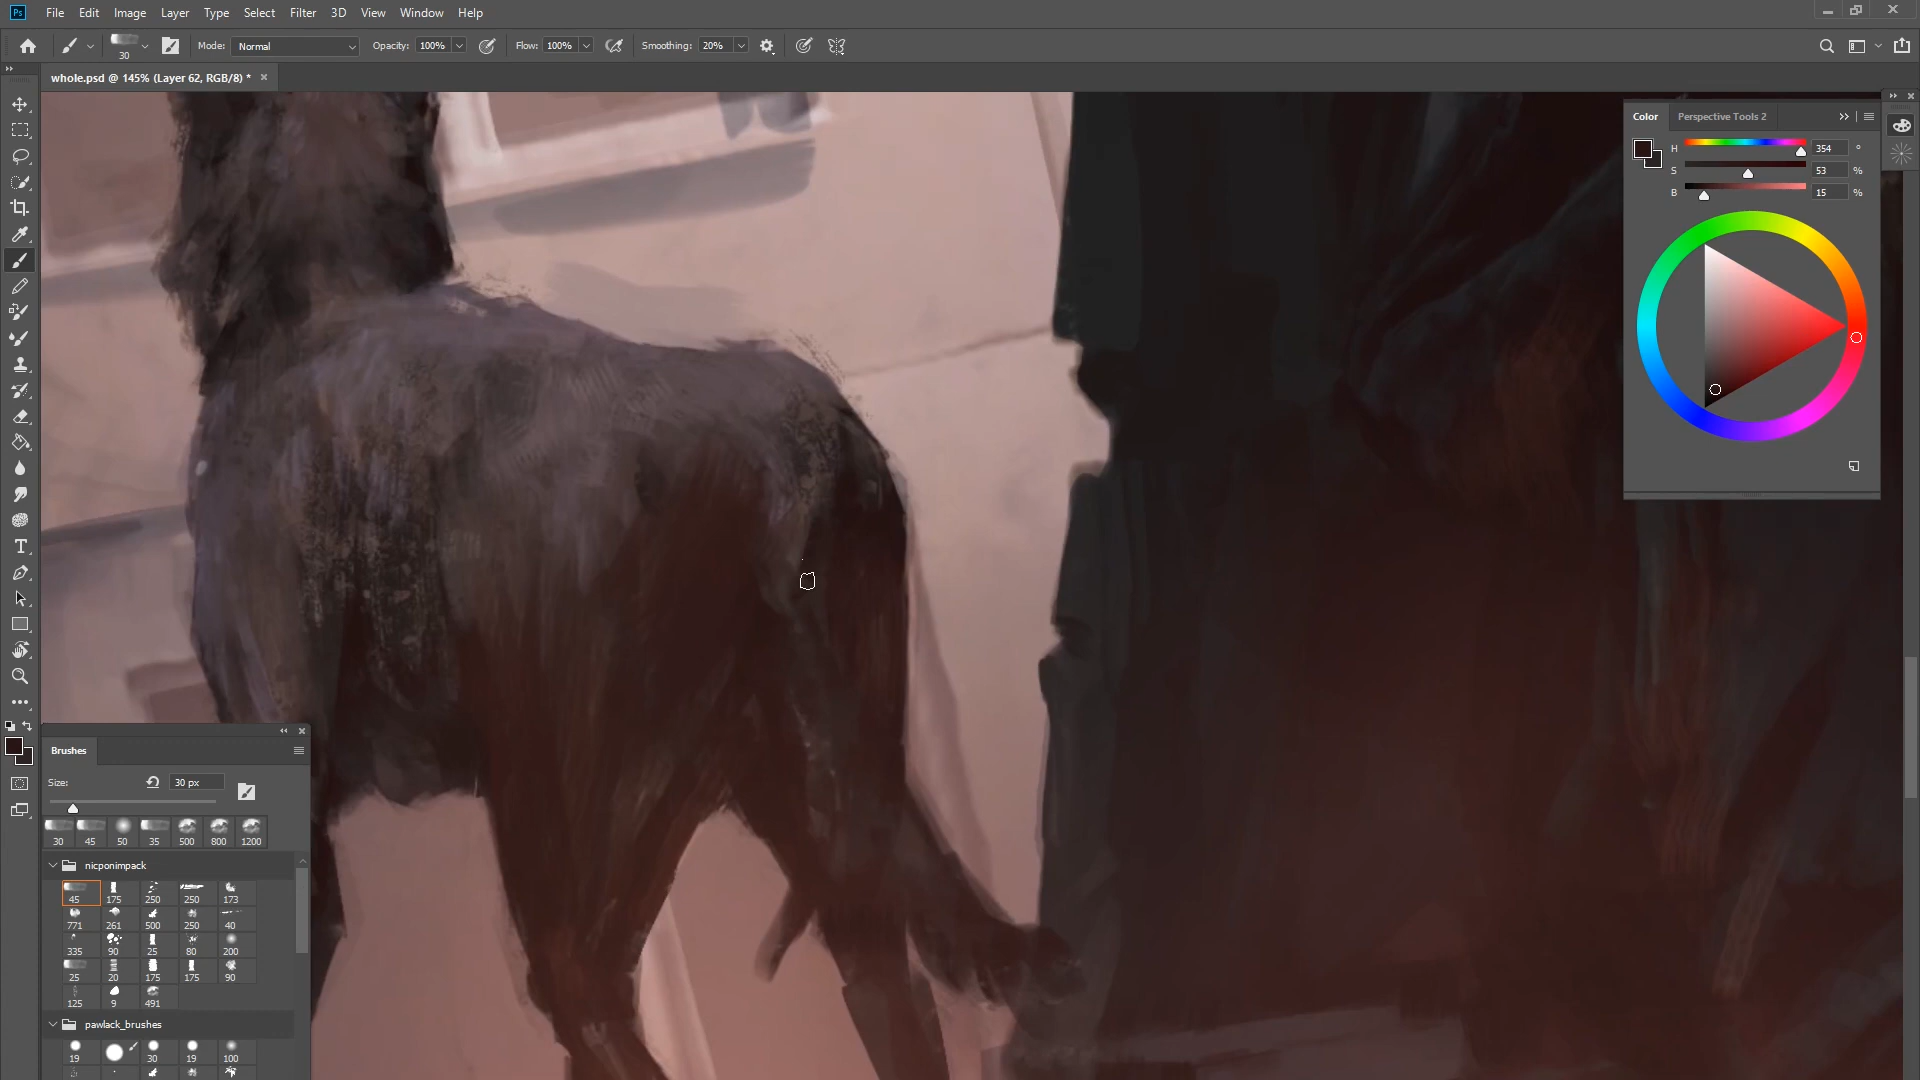 Ps File Edit Image Layer Type Select Filter 3D View Window Help
30 Mode: Normal Opacity: 100% Flow: 100% Smoothing: 20%
whole.psd @ 145% (Layer 62, RGB/8) *
Color Perspective Tools 2
H 354 °
S 53 %
B 15 %
Brushes
Size: 30 px
30 45 50 35 500 800 1200
nicponimpack
45 175 250 250 173
771 261 500 250 40
335 90 25 80 200
25 20 175 175 90
125 9 491
pawlack_brushes
19 30 19 100